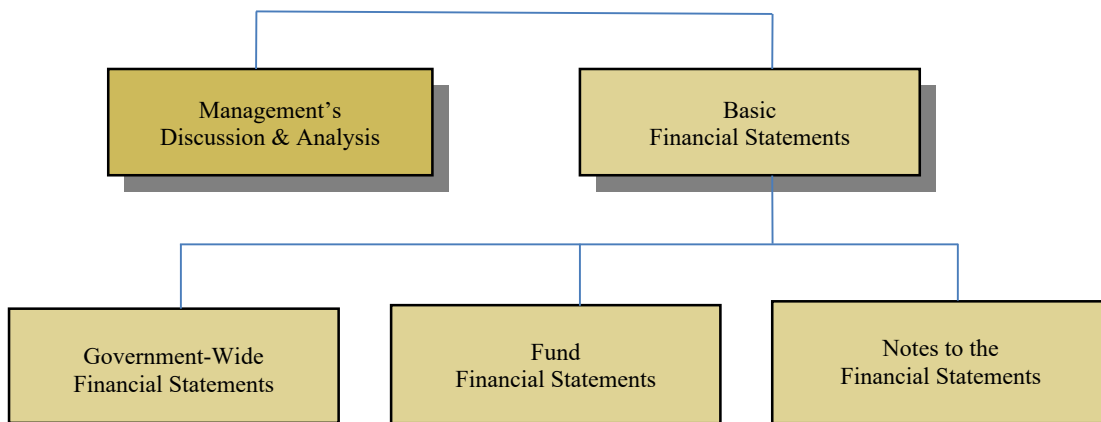 Management’s
Discussion & Analysis
Basic
Financial Statements
Government-Wide
Financial Statements
Fund
Financial Statements
Notes to the
Financial Statements